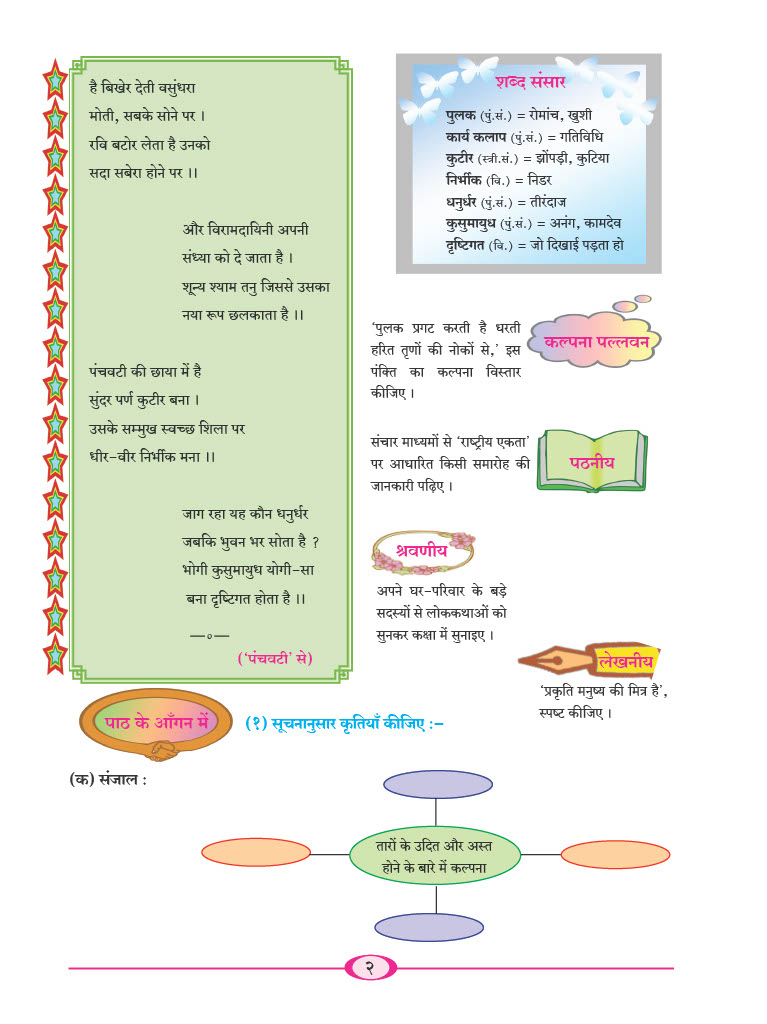 है बिखेर देती वसुंधरा
मोती, सबके सोने पर ।
रवि बटोर लेता है उनको
सदा सबेरा होने पर ।।
और विरामदायिनी अपनी
संध्या को दे जाता है ।
शून्य श्याम तनु जिससे उसका
नया रूप छलकाता है ।।
पंचवटी की छाया में है
सुंदर पर्ण कुटीर बना ।
उसके सम्मुख स्वच्छ शिला पर
धीर-वीर निर्भीक मना ।।
जाग रहा यह कौन धनुर्धर
जबकि भुवन भर सोता है ?
भोगी कुसुमायुध योगी-सा
बना दृष्टिगत होता है ।।
—०—
('पंचवटी' से)
शब्द संसार
पुलक (पुं.सं.) = रोमांच, खुशी
कार्य कलाप (पुं.सं.) = गतिविधि
कुटीर (स्त्री.सं.) = झोंपड़ी, कुटिया
निर्भीक (वि.) = निडर
धनुर्धर (पुं.सं.) = तीरंदाज
कुसुमायुध (पुं.सं.) = अनंग, कामदेव
दृष्टिगत (वि.) = जो दिखाई पड़ता हो
कल्पना पल्लवन
'पुलक प्रगट करती है धरती
हरित तृणों की नोकों से,' इस
पंक्ति का कल्पना विस्तार
कीजिए ।
पठनीय
संचार माध्यमों से 'राष्ट्रीय एकता'
पर आधारित किसी समारोह की
जानकारी पढ़िए ।
श्रवणीय
अपने घर-परिवार के बड़े
सदस्यों से लोककथाओं को
सुनकर कक्षा में सुनाइए ।
लेखनीय
'प्रकृति मनुष्य की मित्र है',
स्पष्ट कीजिए ।
पाठ के आँगन में
(१) सूचनानुसार कृतियाँ कीजिए :-
(क) संजाल :
तारों के उदित और अस्त
होने के बारे में कल्पना
२